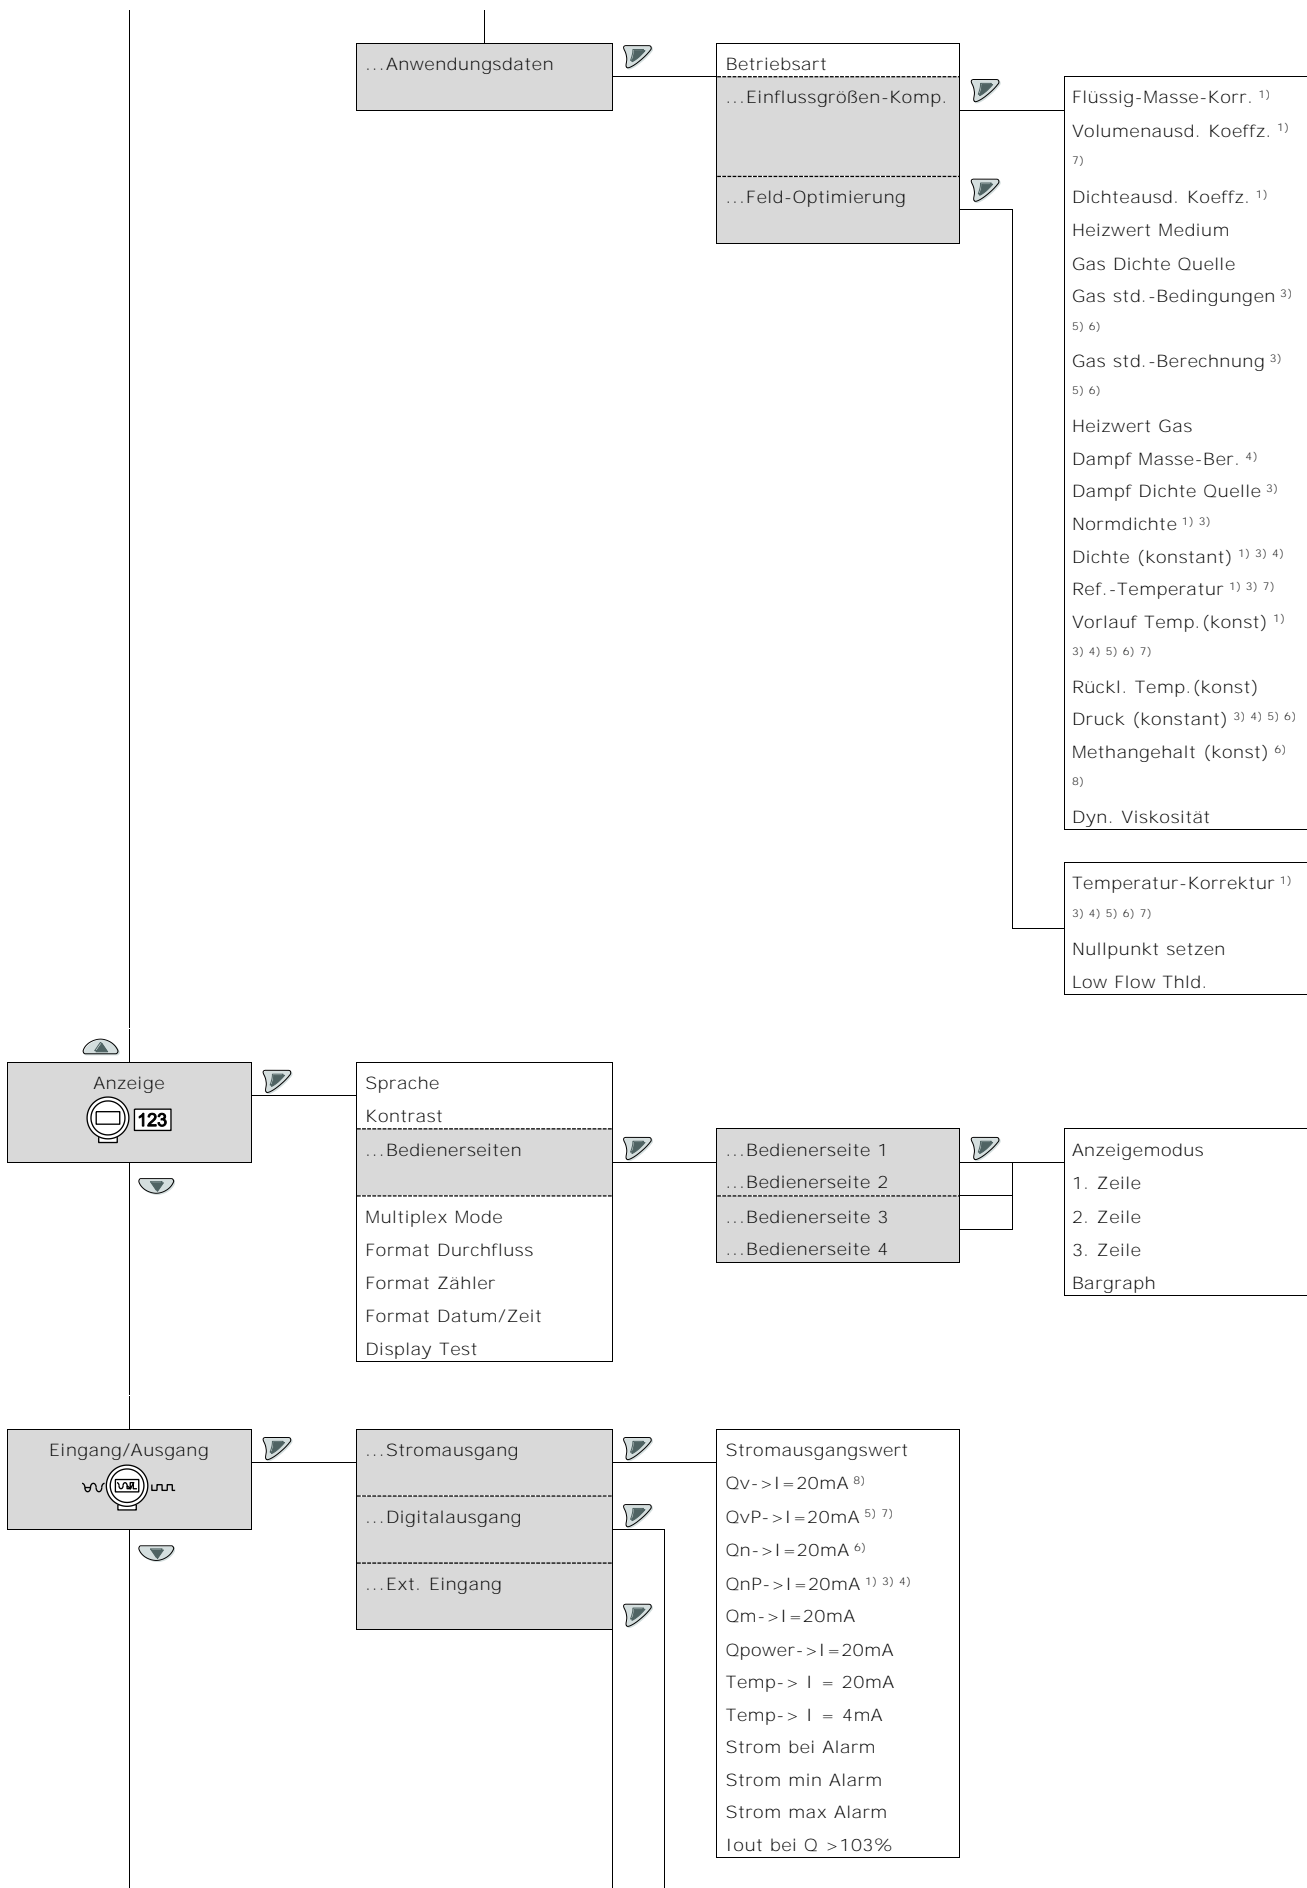 ...Anwendungsdaten
Betriebsart
...Einflussgrößen-Komp.
...Feld-Optimierung
Flüssig-Masse-Korr. 1)
Volumenausd. Koeffz. 1)
7)
Dichteausd. Koeffz. 1)
Heizwert Medium
Gas Dichte Quelle
Gas std.-Bedingungen 3)
5) 6)
Gas std.-Berechnung 3)
5) 6)
Heizwert Gas
Dampf Masse-Ber. 4)
Dampf Dichte Quelle 3)
Normdichte 1) 3)
Dichte (konstant) 1) 3) 4)
Ref.-Temperatur 1) 3) 7)
Vorlauf Temp.(konst) 1)
3) 4) 5) 6) 7)
Rückl. Temp.(konst)
Druck (konstant) 3) 4) 5) 6)
Methangehalt (konst) 6)
8)
Dyn. Viskosität
Temperatur-Korrektur 1)
3) 4) 5) 6) 7)
Nullpunkt setzen
Low Flow Thld.
Anzeige
123
Sprache
Kontrast
...Bedienerseiten
Multiplex Mode
Format Durchfluss
Format Zähler
Format Datum/Zeit
Display Test
...Bedienerseite 1
...Bedienerseite 2
...Bedienerseite 3
...Bedienerseite 4
Anzeigemodus
1. Zeile
2. Zeile
3. Zeile
Bargraph
Eingang/Ausgang
...Stromausgang
...Digitalausgang
...Ext. Eingang
Stromausgangswert
Qv->I=20mA 8)
QvP->I=20mA 5) 7)
Qn->I=20mA 6)
QnP->I=20mA 1) 3) 4)
Qm->I=20mA
Qpower->I=20mA
Temp-> I = 20mA
Temp-> I = 4mA
Strom bei Alarm
Strom min Alarm
Strom max Alarm
Iout bei Q >103%